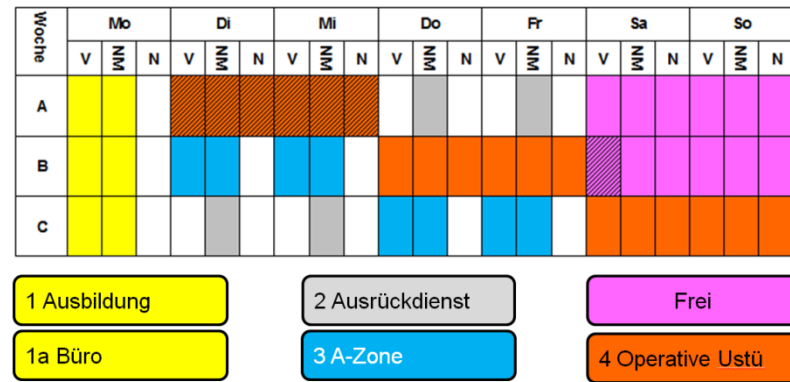 Woche Mo Di Mi Do Fr Sa So
V NM N V NM N V NM N V NM N V NM N V NM N V NM N
A
B
C
1 Ausbildung 2 Ausrückdienst Frei
1a Büro 3 A-Zone 4 Operative Ustü